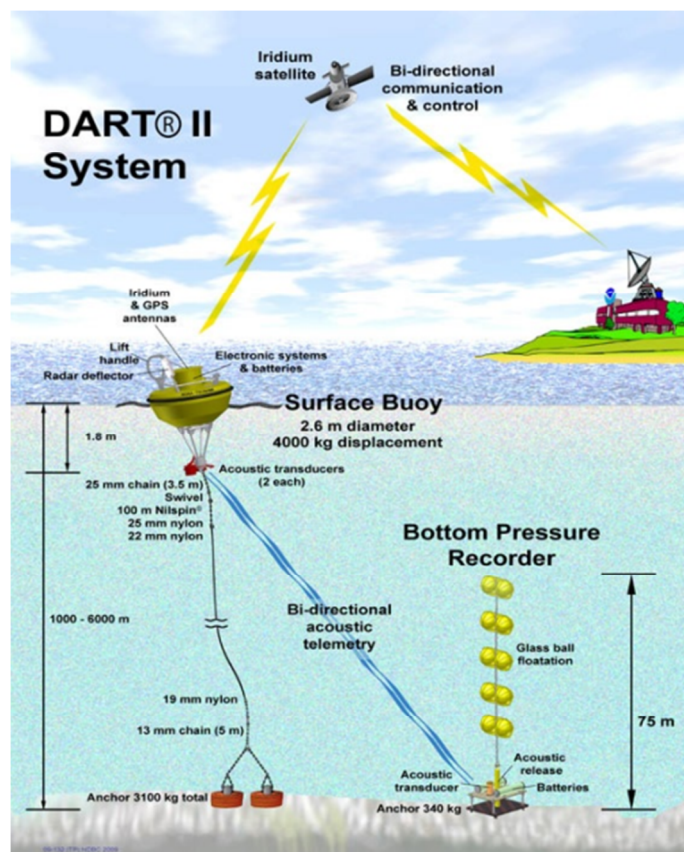 Iridium
satellite
Bi-directional
communication
& control
DART® II
System
Iridium
& GPS
antennas
Lift
handle
Radar deflector
Electronic systems
& batteries
Surface Buoy
2.6 m diameter
4000 kg displacement
1.8 m
Acoustic transducers
(2 each)
25 mm chain (3.5 m)
Swivel
100 m Nilspin®
25 mm nylon
22 mm nylon
Bottom Pressure
Recorder
1000 - 6000 m
Bi-directional
acoustic
telemetry
Glass ball
floatation
75 m
19 mm nylon
13 mm chain (5 m)
Acoustic
release
Acoustic
transducer
Batteries
Anchor 3100 kg total
Anchor 340 kg